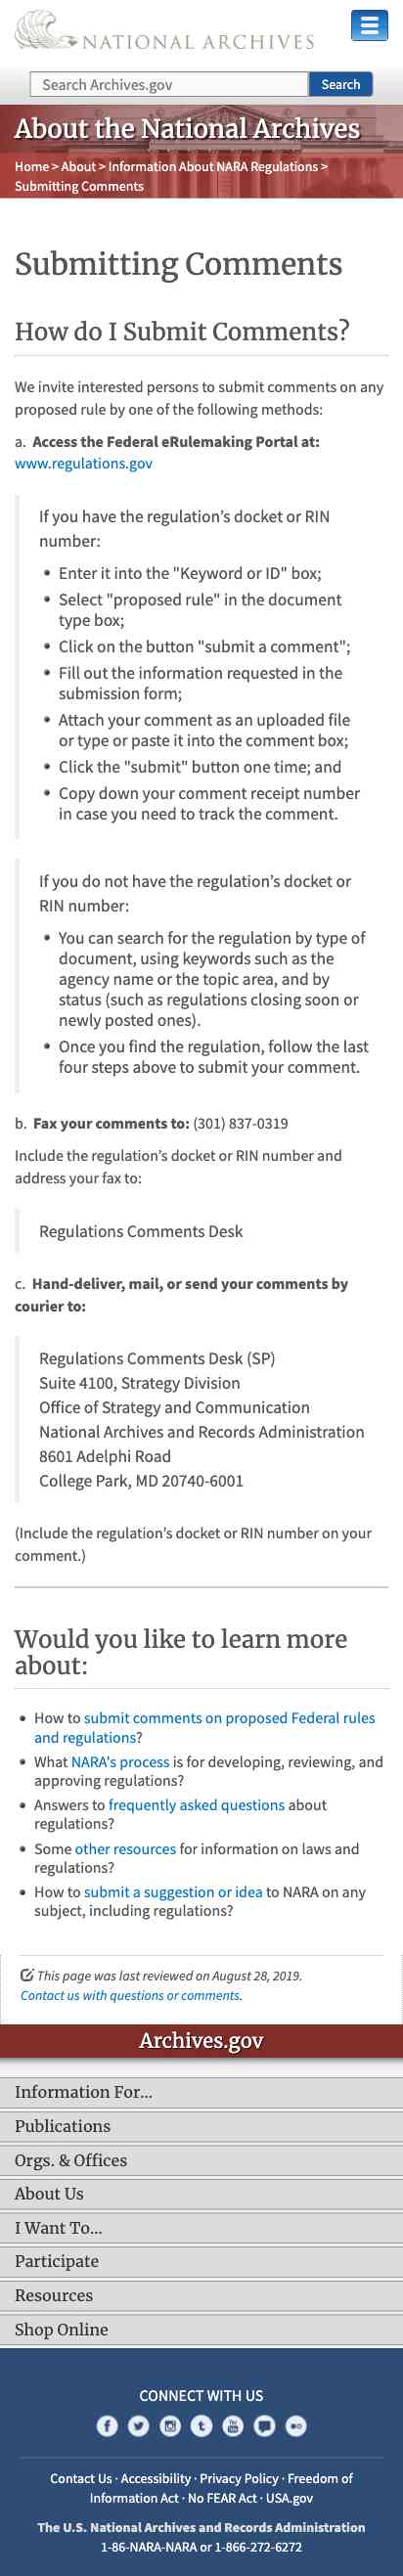 NATIONAL ARCHIVES
Search Archives.gov
Search
About the National Archives
Home > About > Information About NARA Regulations >
Submitting Comments
Submitting Comments
How do I Submit Comments?
We invite interested persons to submit comments on any
proposed rule by one of the following methods:
a. Access the Federal eRulemaking Portal at:
www.regulations.gov
If you have the regulation’s docket or RIN
number:
• Enter it into the "Keyword or ID" box;
• Select "proposed rule" in the document
type box;
• Click on the button "submit a comment";
• Fill out the information requested in the
submission form;
• Attach your comment as an uploaded file
or type or paste it into the comment box;
• Click the "submit" button one time; and
• Copy down your comment receipt number
in case you need to track the comment.
If you do not have the regulation’s docket or
RIN number:
• You can search for the regulation by type of
document, using keywords such as the
agency name or the topic area, and by
status (such as regulations closing soon or
newly posted ones).
• Once you find the regulation, follow the last
four steps above to submit your comment.
b. Fax your comments to: (301) 837-0319
Include the regulation’s docket or RIN number and
address your fax to:
Regulations Comments Desk
c. Hand-deliver, mail, or send your comments by
courier to:
Regulations Comments Desk (SP)
Suite 4100, Strategy Division
Office of Strategy and Communication
National Archives and Records Administration
8601 Adelphi Road
College Park, MD 20740-6001
(Include the regulation’s docket or RIN number on your
comment.)
Would you like to learn more
about:
• How to submit comments on proposed Federal rules
and regulations?
• What NARA's process is for developing, reviewing, and
approving regulations?
• Answers to frequently asked questions about
regulations?
• Some other resources for information on laws and
regulations?
• How to submit a suggestion or idea to NARA on any
subject, including regulations?
This page was last reviewed on August 28, 2019.
Contact us with questions or comments.
Archives.gov
Information For…
Publications
Orgs. & Offices
About Us
I Want To…
Participate
Resources
Shop Online
CONNECT WITH US
Contact Us · Accessibility · Privacy Policy · Freedom of
Information Act · No FEAR Act · USA.gov
The U.S. National Archives and Records Administration
1-86-NARA-NARA or 1-866-272-6272